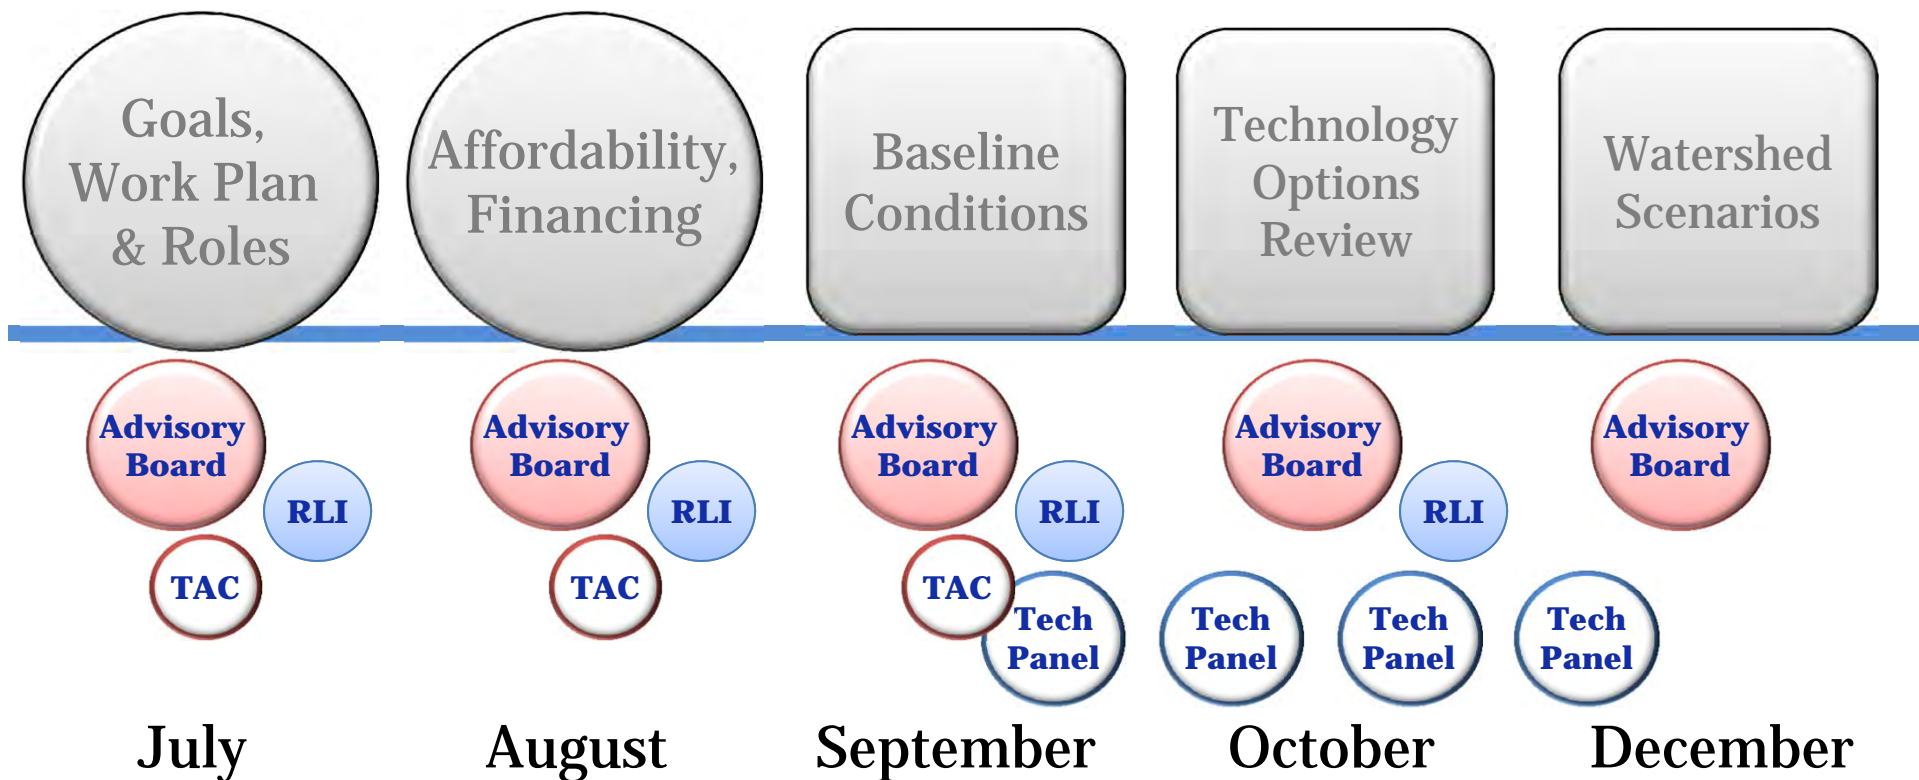 Goals,
Work Plan
& Roles
Affordability,
Financing
Baseline
Conditions
Technology
Options
Review
Watershed
Scenarios
Advisory
Board
RLI
TAC
Advisory
Board
RLI
TAC
Advisory
Board
RLI
TAC
Tech
Panel
Advisory
Board
RLI
Tech
Panel
Tech
Panel
Advisory
Board
Tech
Panel
July
August
September
October
December